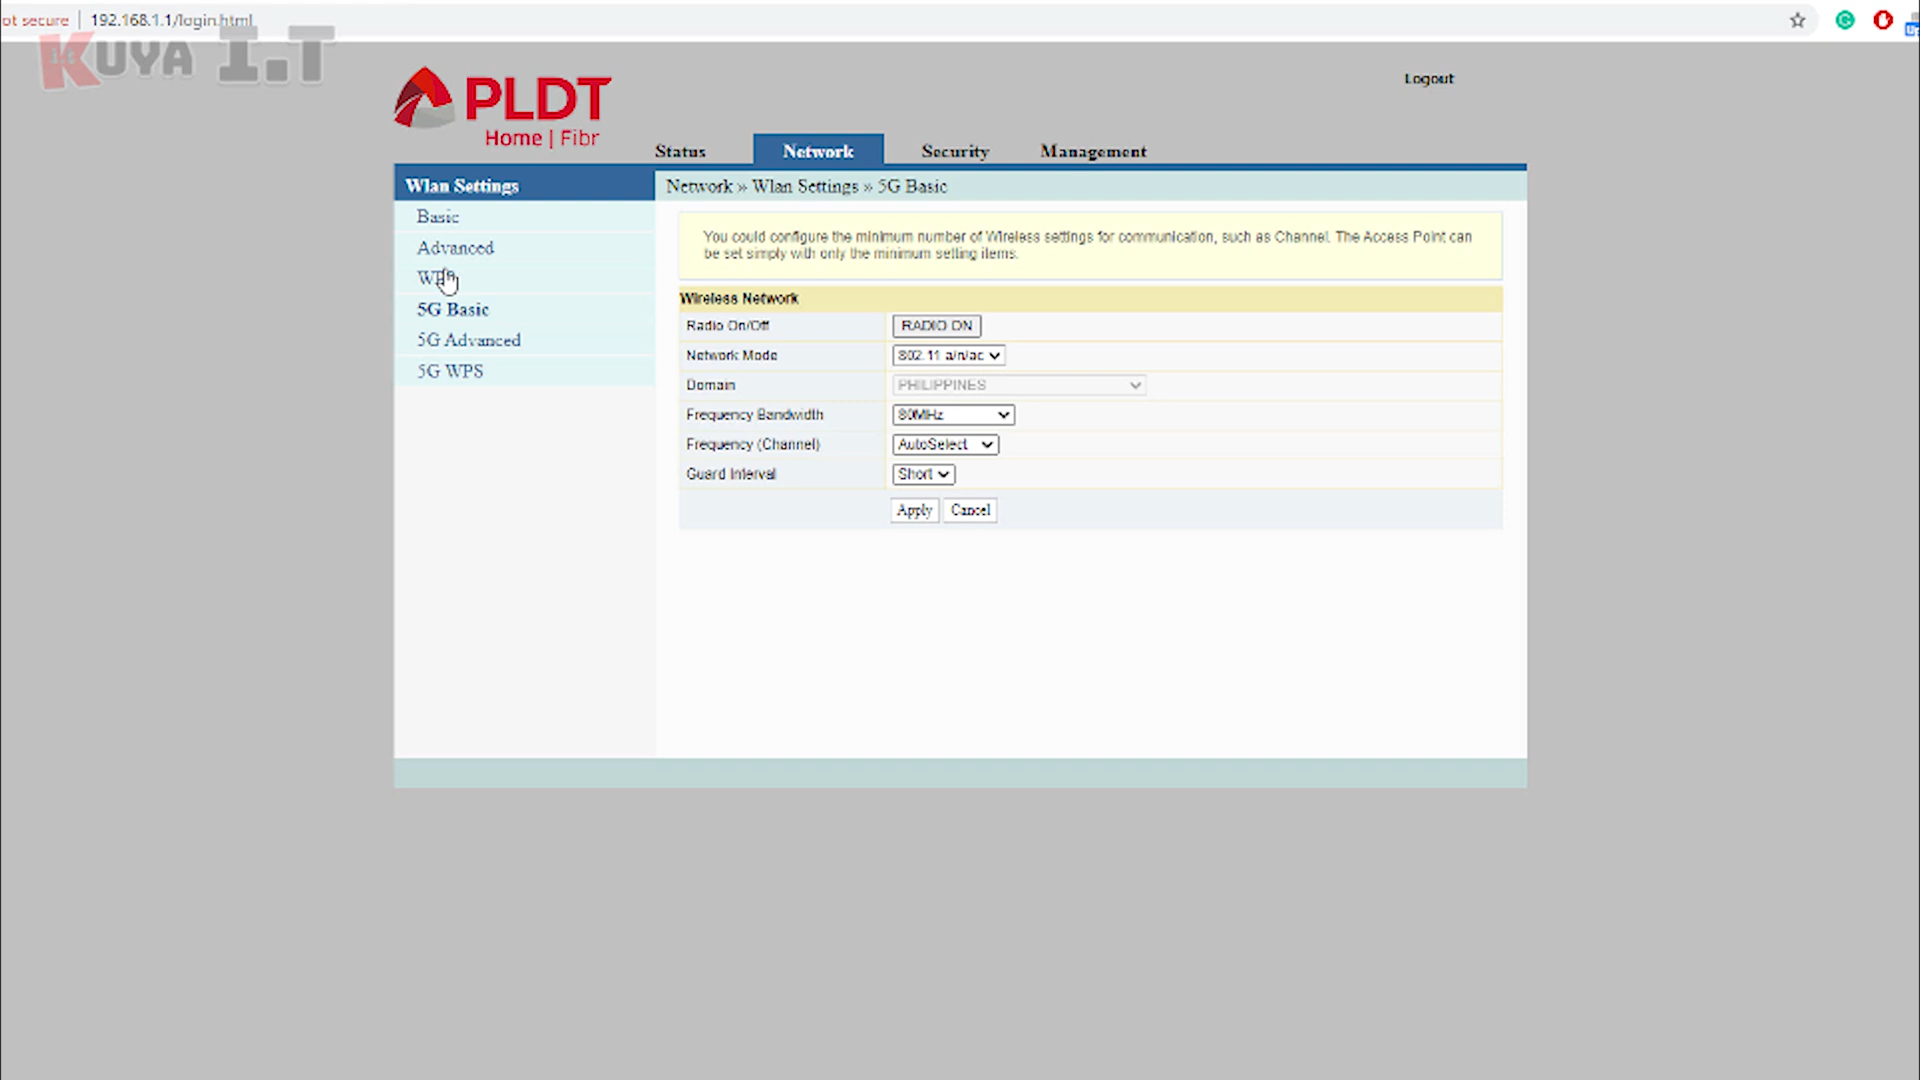 ot secure | 192.168.1.1/login.html
KUYA I.T
PLDT
Home | Fibr
Logout
Status Network Security Management
Wlan Settings
Network » Wlan Settings » 5G Basic
Basic
Advanced
5G Basic
5G Advanced
5G WPS
You could configure the minimum number of Wireless settings for communication, such as Channel. The Access Point can
be set simply with only the minimum setting items.
Wireless Network
Radio On/Off RADIO ON
Network Mode 802.11 a/n/ac
Domain PHILIPPINES
Frequency Bandwidth 80MHz
Frequency (Channel) AutoSelect
Guard Interval Short
Apply Cancel